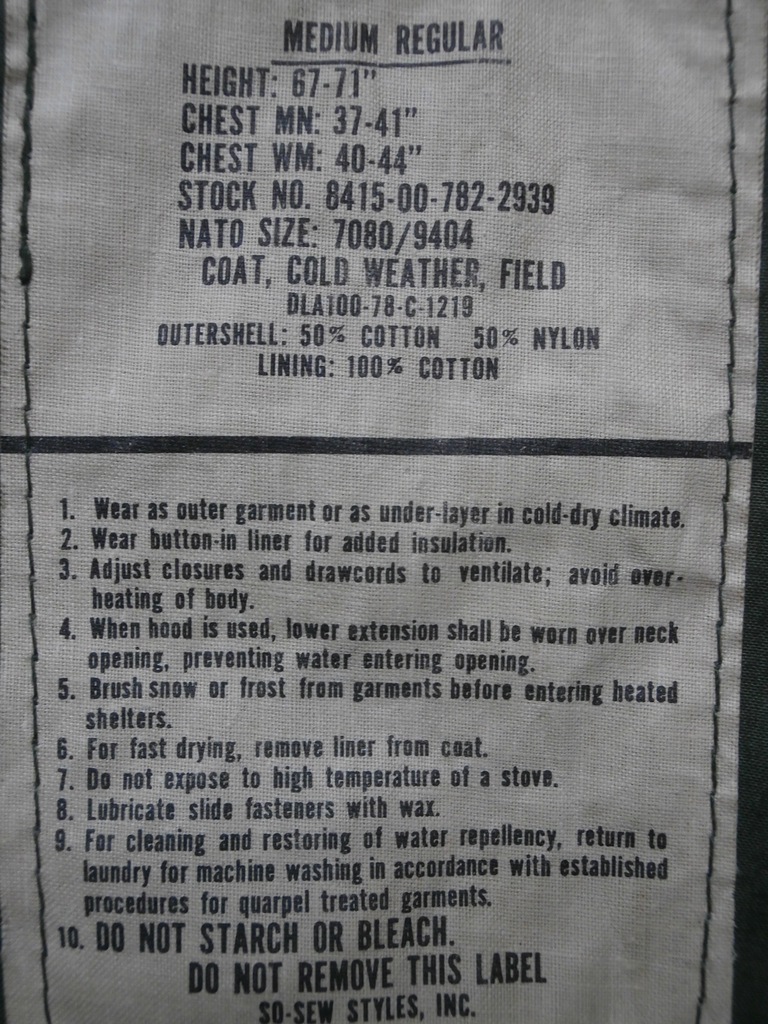 MEDIUM REGULAR
HEIGHT: 67-71"
CHEST MN: 37-41"
CHEST WM: 40-44"
STOCK NO. 8415-00-782-2939
NATO SIZE: 7080/9404
COAT, COLD WEATHER, FIELD
DLA100-78-C-1219
OUTERSHELL: 50% COTTON 50% NYLON
LINING: 100% COTTON
1. Wear as outer garment or as under-layer in cold-dry climate.
2. Wear button-in liner for added insulation.
3. Adjust closures and drawcords to ventilate; avoid over-
heating of body.
4. When hood is used, lower extension shall be worn over neck
opening, preventing water entering opening.
5. Brush snow or frost from garments before entering heated
shelters.
6. For fast drying, remove liner from coat.
7. Do not expose to high temperature of a stove.
8. Lubricate slide fasteners with wax.
9. For cleaning and restoring of water repellency, return to
laundry for machine washing in accordance with established
procedures for quarpel treated garments.
10. DO NOT STARCH OR BLEACH.
DO NOT REMOVE THIS LABEL
SO-SEW STYLES, INC.